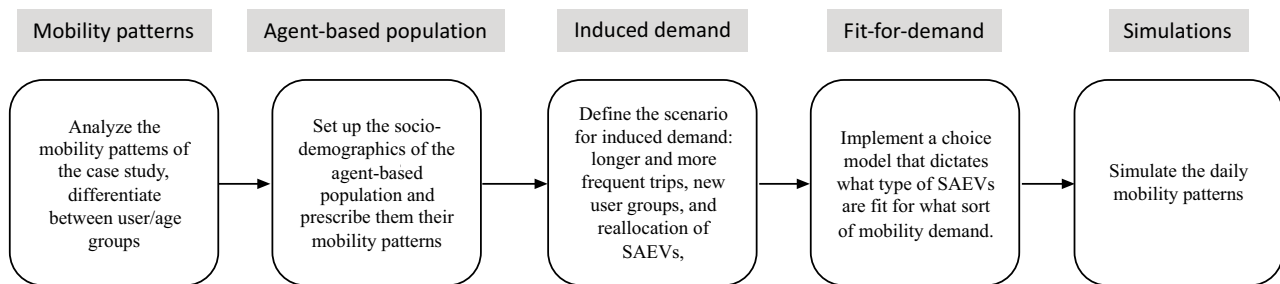 Mobility patterns
Agent-based population
Induced demand
Fit-for-demand
Simulations
Analyze the
mobility patterns of
the case study,
differentiate
between user/age
groups
Set up the socio-
demographics of the
agent-based
population and
prescribe them their
mobility patterns
Define the scenario
for induced demand:
longer and more
frequent trips, new
user groups, and
reallocation of
SAEVs,
Implement a choice
model that dictates
what type of SAEVs
are fit for what sort
of mobility demand.
Simulate the daily
mobility patterns